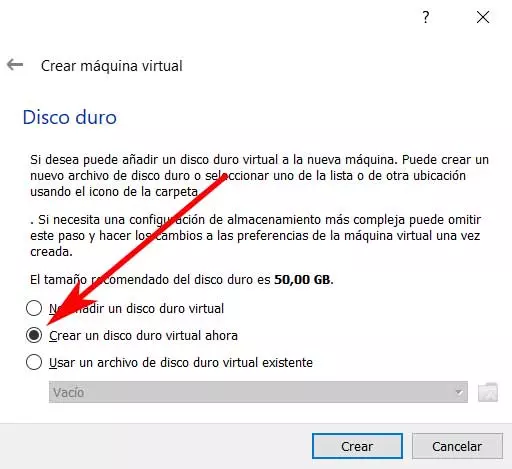 ?
Crear máquina virtual
Disco duro
Si desea puede añadir un disco duro virtual a la nueva máquina. Puede crear un
nuevo archivo de disco duro o seleccionar uno de la lista o de otra ubicación
usando el icono de la carpeta.
. Si necesita una configuración de almacenamiento más compleja puede omitir
este paso y hacer los cambios a las preferencias de la máquina virtual una vez
creada.
El tamaño recomendado del disco duro es 50,00 GB.
No añadir un disco duro virtual
Crear un disco duro virtual ahora
Usar un archivo de disco duro virtual existente
Vacío
Crear
Cancelar